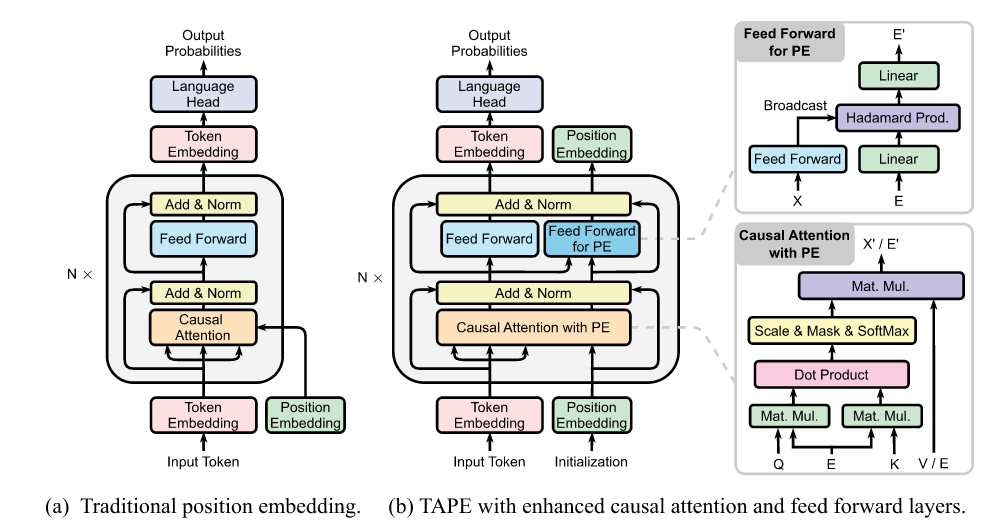 Output
Probabilities
Language
Head
Token
Embedding
Add & Norm
Feed Forward
N ×
Add & Norm
Causal
Attention
Token
Embedding
Position
Embedding
Input Token
(a) Traditional position embedding.
Output
Probabilities
Language
Head
Token
Embedding
Position
Embedding
Add & Norm
Feed Forward
Feed Forward
for PE
N ×
Add & Norm
Causal Attention with PE
Token
Embedding
Position
Embedding
Input Token
Initialization
Feed Forward
for PE
E'
Linear
Broadcast
Hadamard Prod.
Feed Forward
Linear
X
E
Causal Attention
with PE
X' / E'
Mat. Mul.
Scale & Mask & SoftMax
Dot Product
Mat. Mul.
Mat. Mul.
Q
E
K
V / E
(b) TAPE with enhanced causal attention and feed forward layers.